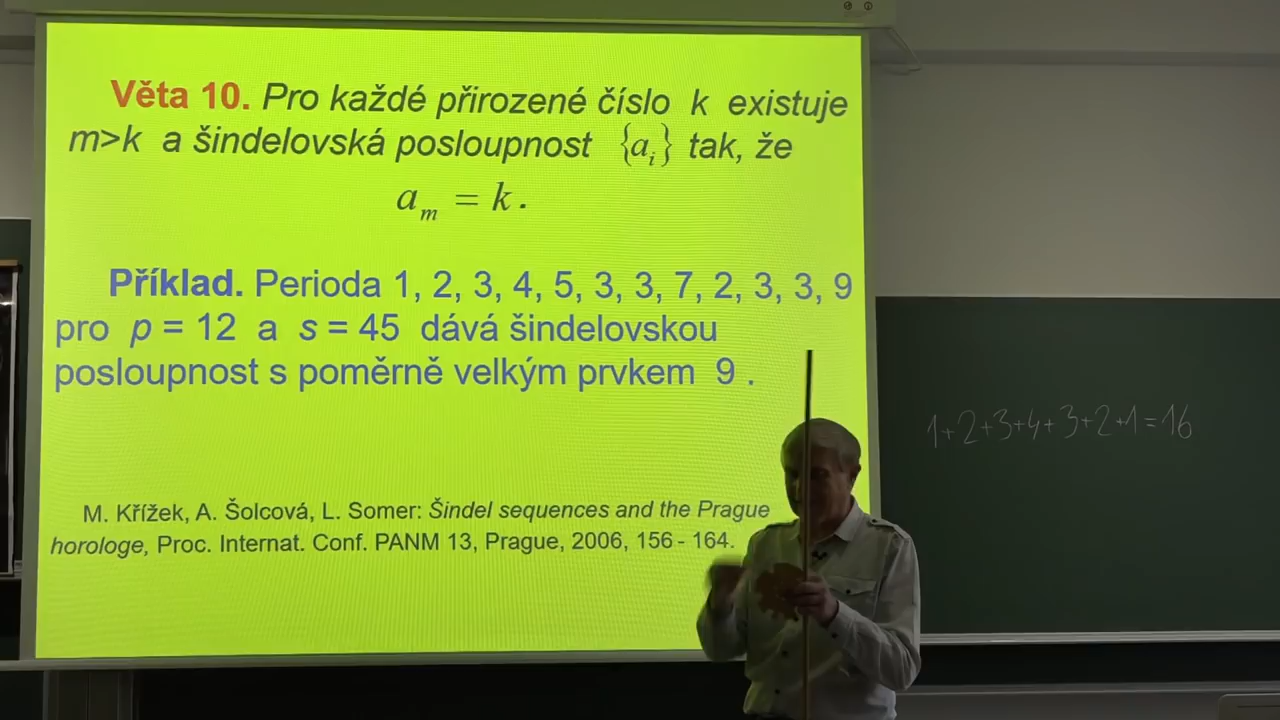 Věta 10. Pro každé přirozené číslo k existuje
m>k a šindelovská posloupnost {aᵢ} tak, že
aₘ = k.
Příklad. Perioda 1, 2, 3, 4, 5, 3, 3, 7, 2, 3, 3, 9
pro p = 12 a s = 45 dává šindelovskou
posloupnost s poměrně velkým prvkem 9 .
M. Křížek, A. Šolcová, L. Somer: Šindel sequences and the Prague
horologe, Proc. Internat. Conf. PANM 13, Prague, 2006, 156 - 164.
1+2+3+4+3+2+1=16